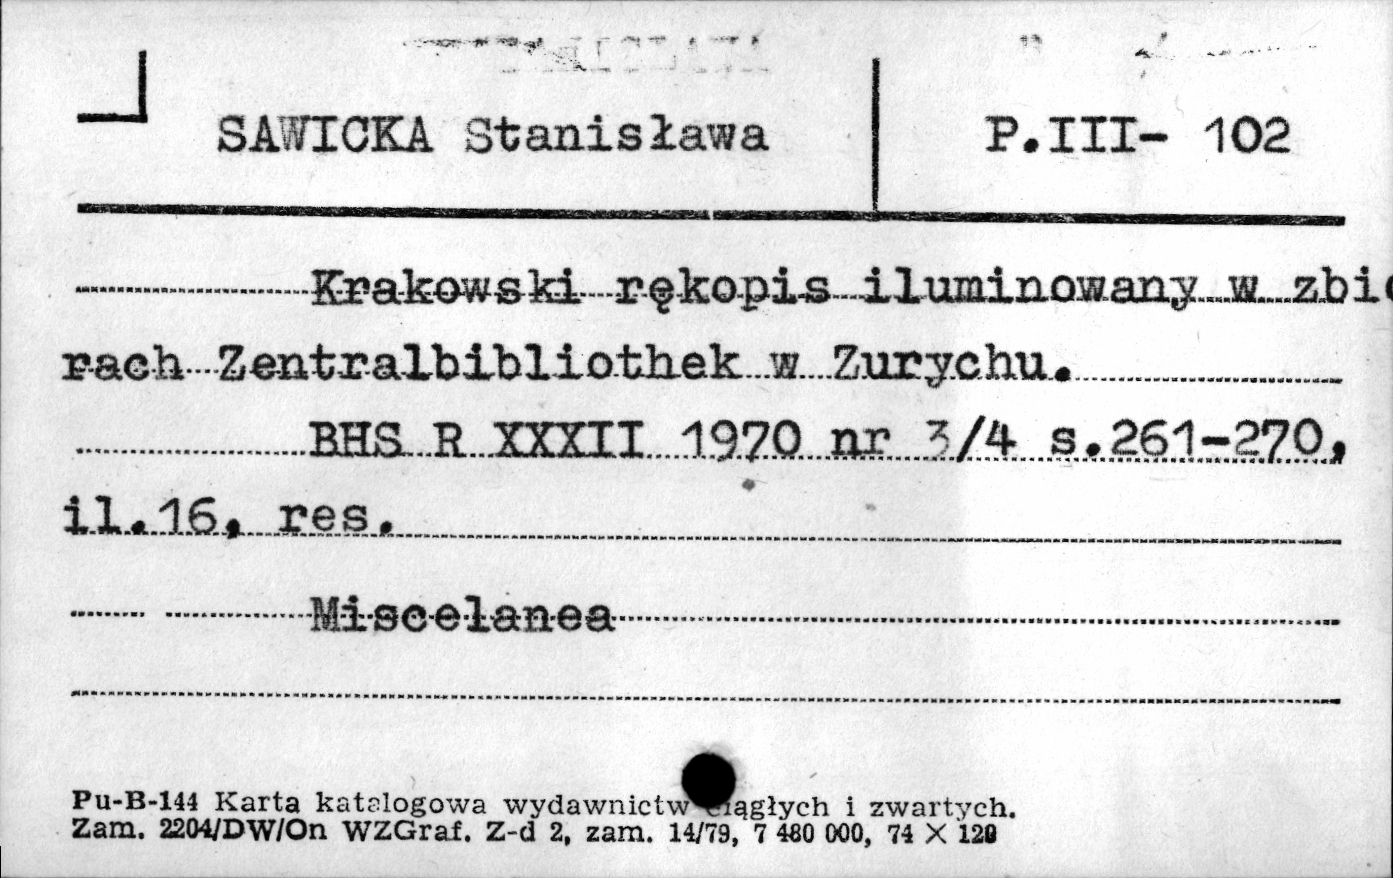 SAWICKA Stanisława P.III- 102
Krakowski rękopis iluminowany w zbio
rach Zentralbibliothek w Zurychu.
BHS R XXXII 1970 nr 3/4 s.261-270,
il.16, res.
Miscelanea
Pu-B-144 Karta katalogowa wydawnictw ciągłych i zwartych.
Zam. 2204/DW/On WZGraf. Z-d 2, zam. 14/79, 7 480 000, 74 X 120